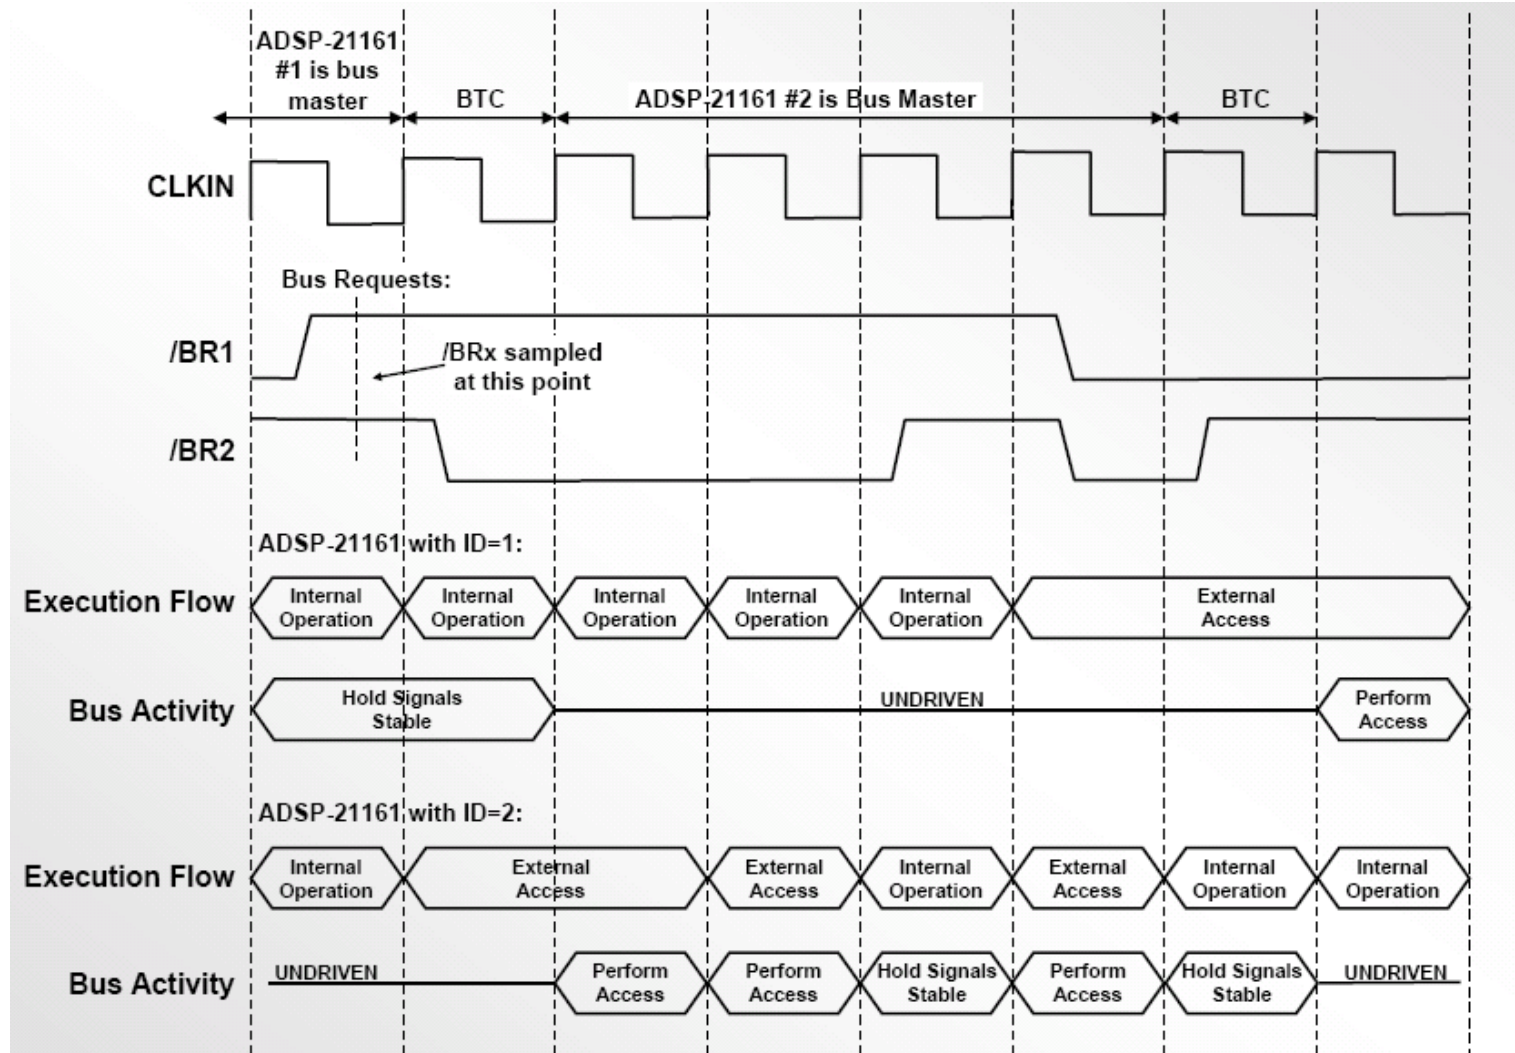 ADSP-21161
#1 is bus
master
BTC
ADSP-21161 #2 is Bus Master
BTC
CLKIN
Bus Requests:
/BR1
/BRx sampled
at this point
/BR2
ADSP-21161 with ID=1:
Execution Flow
Internal
Operation
Internal
Operation
Internal
Operation
Internal
Operation
Internal
Operation
External
Access
Bus Activity
Hold Signals
Stable
UNDRIVEN
Perform
Access
ADSP-21161 with ID=2:
Execution Flow
Internal
Operation
External
Access
External
Access
Internal
Operation
External
Access
Internal
Operation
Internal
Operation
Bus Activity
UNDRIVEN
Perform
Access
Perform
Access
Hold Signals
Stable
Perform
Access
Hold Signals
Stable
UNDRIVEN